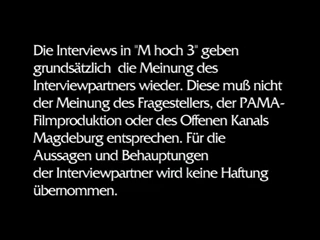 Die Interviews in "M hoch 3" geben
grundsätzlich die Meinung des
Interviewpartners wieder. Diese muß nicht
der Meinung des Fragestellers, der PAMA-
Filmproduktion oder des Offenen Kanals
Magdeburg entsprechen. Für die
Aussagen und Behauptungen
der Interviewpartner wird keine Haftung
übernommen.